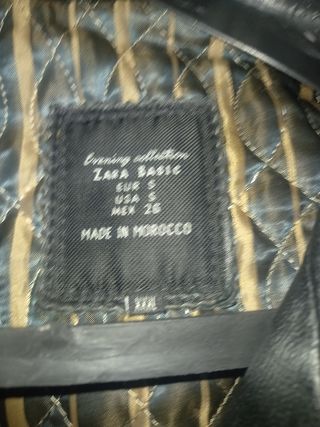 Evening collection
ZARA BASIC
EUR S
USA S
MEX 26
MADE IN MOROCCO